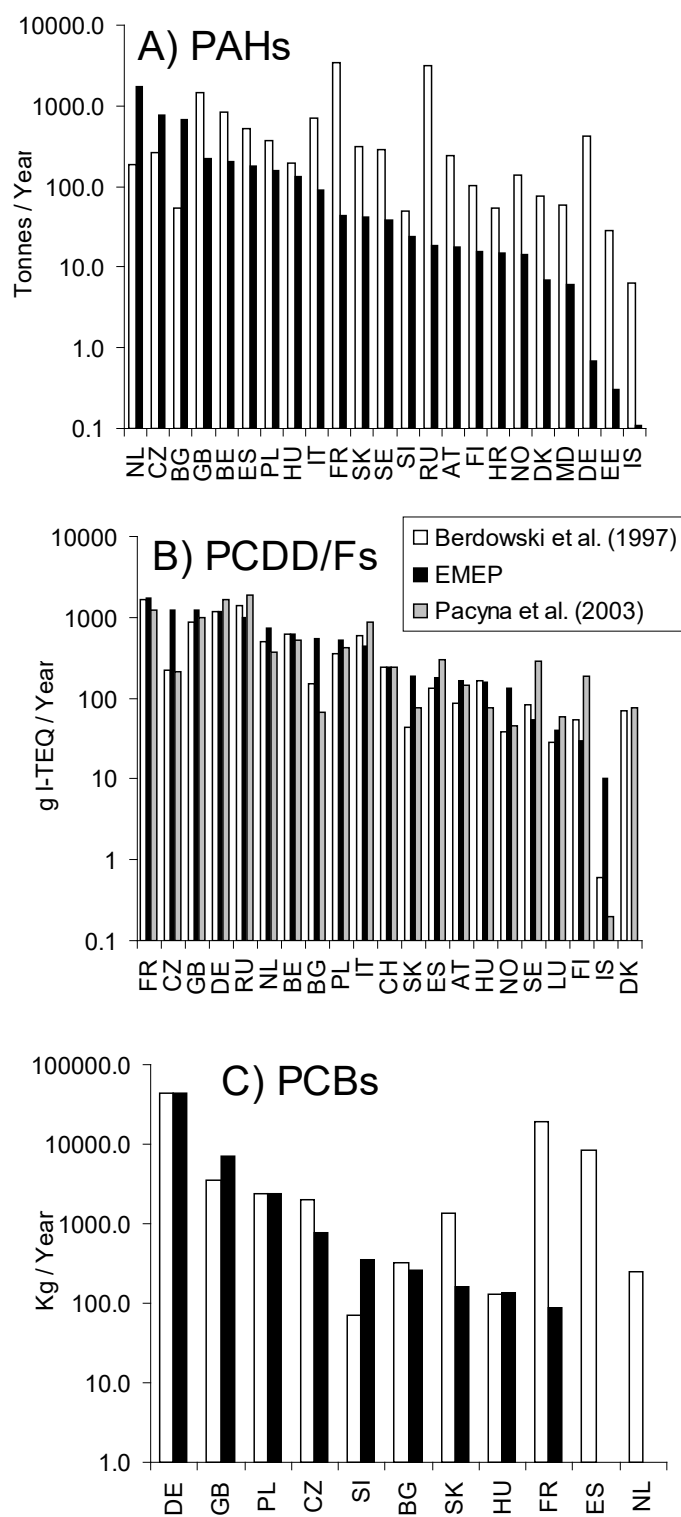 A) PAHs
10000.0
1000.0
100.0
10.0
1.0
0.1
Tonnes / Year
NL CZ BG GB BE ES PL HU IT FR SK SE SI RU AT FI HR NO DK MD DE EE IS
B) PCDD/Fs
Berdowski et al. (1997)
EMEP
Pacyna et al. (2003)
10000
1000
100
10
1
0.1
g I-TEQ / Year
FR CZ GB DE RU NL BE BG PL IT CH SK ES AT HU NO SE LU FI IS DK
C) PCBs
100000.0
10000.0
1000.0
100.0
10.0
1.0
Kg / Year
DE GB PL CZ SI BG SK HU FR ES NL